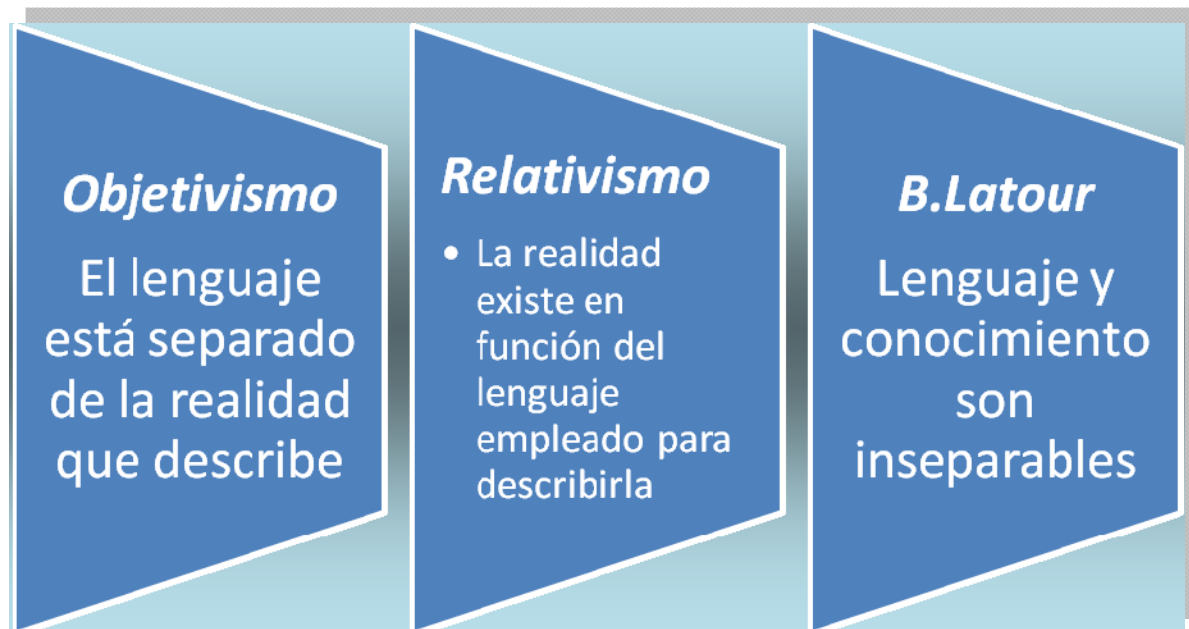 Objetivismo
El lenguaje
está separado
de la realidad
que describe
Relativismo
• La realidad
existe en
función del
lenguaje
empleado para
describirla
B.Latour
Lenguaje y
conocimiento
son
inseparables